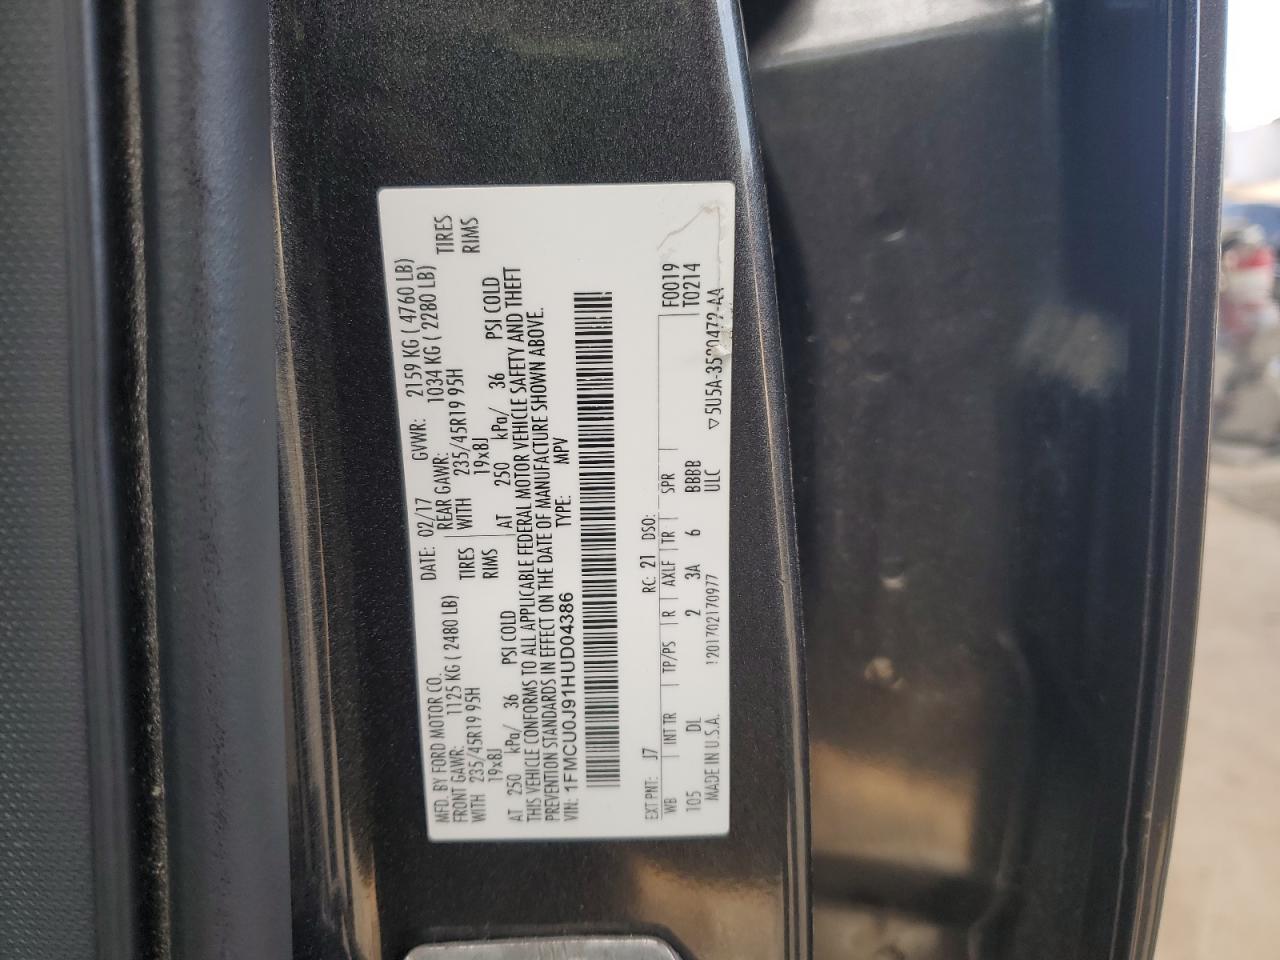 MFD. BY FORD MOTOR CO.
DATE: 02/17 GVWR: 2159 KG ( 4760 LB)
FRONT GAWR: 1125 KG ( 2480 LB)
REAR GAWR: 1034 KG ( 2280 LB)
WITH 235/45R19 95H TIRES
WITH 235/45R19 95H TIRES
19x8J RIMS
19x8J RIMS
AT 250 kPa/ 36 PSI COLD
AT 250 kPa/ 36 PSI COLD
THIS VEHICLE CONFORMS TO ALL APPLICABLE FEDERAL MOTOR VEHICLE SAFETY AND THEFT
PREVENTION STANDARDS IN EFFECT ON THE DATE OF MANUFACTURE SHOWN ABOVE.
VIN: 1FMCU0J91HUD04386 TYPE: MPV
EXT PNT: J7 RC: 21 DSO: F0019
WB INT TR TP/PS R AXLE TR SPR T0214
105 DL 2 3A 6 BBBB
MADE IN U.S.A. ULC
1201702170977 ▽5U5A-3520472-AA